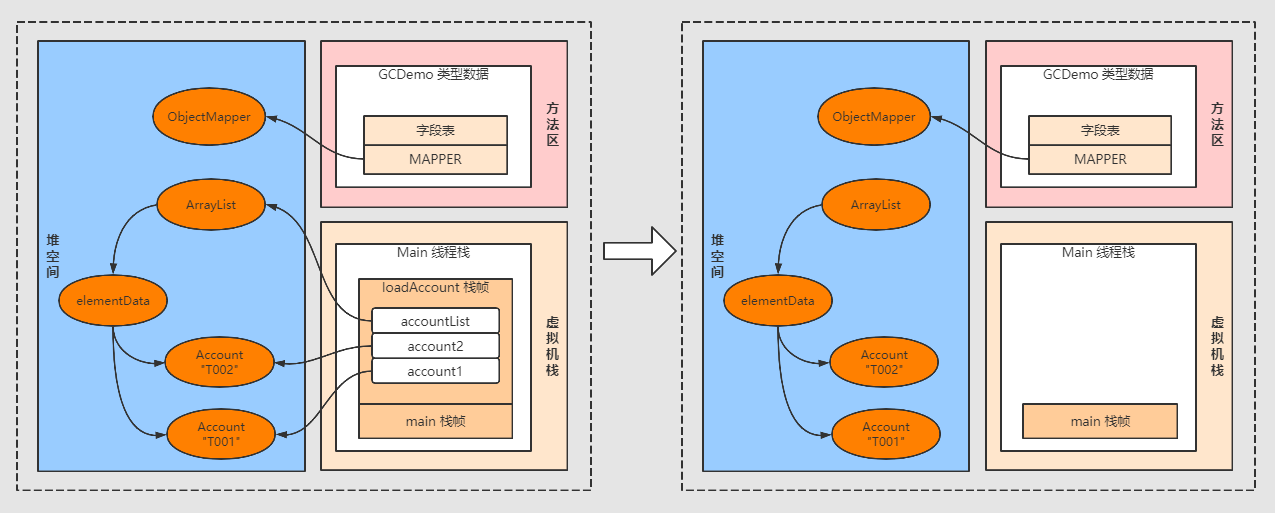 GCDemo 类型数据
ObjectMapper
字段表
MAPPER
方法区
ArrayList
堆空间
elementData
Account
"T002"
Account
"T001"
Main 线程栈
loadAccount 栈帧
accountList
account2
account1
main 栈帧
虚拟机栈
GCDemo 类型数据
ObjectMapper
字段表
MAPPER
方法区
ArrayList
堆空间
elementData
Account
"T002"
Account
"T001"
Main 线程栈
main 栈帧
虚拟机栈